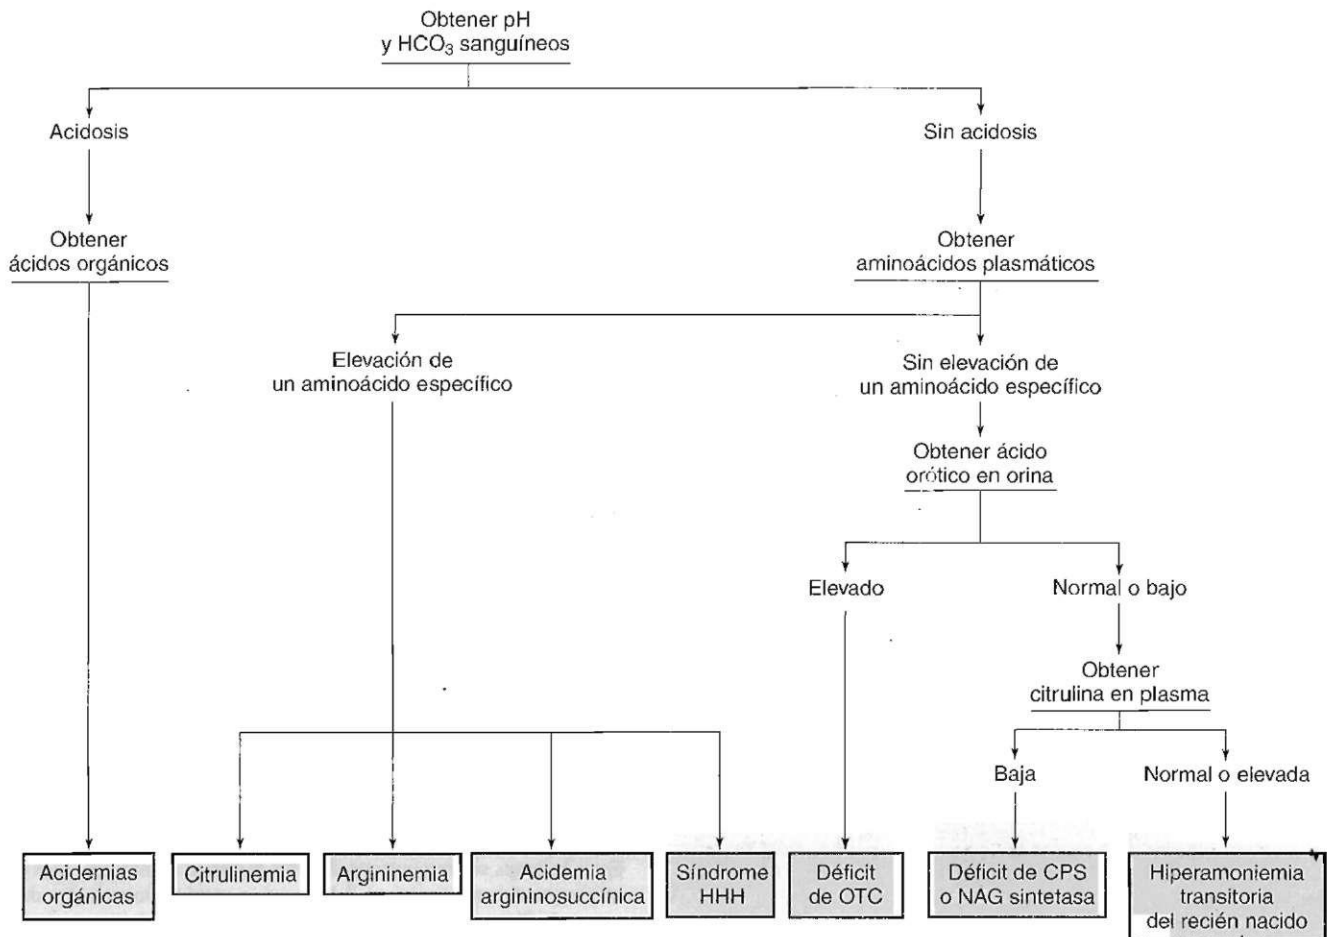 Obtener pH
y HCO₃ sanguíneos
Acidosis
Sin acidosis
Obtener
ácidos orgánicos
Obtener
aminoácidos plasmáticos
Elevación de
un aminoácido específico
Sin elevación de
un aminoácido específico
Obtener ácido
orótico en orina
Elevado
Normal o bajo
Obtener
citrulina en plasma
Baja
Normal o elevada
Acidemias
orgánicas
Citrulinemia
Argininemia
Acidemia
argininosuccínica
Síndrome
HHH
Déficit
de OTC
Déficit de CPS
o NAG sintetasa
Hiperamoniemia
transitoria
del recién nacido